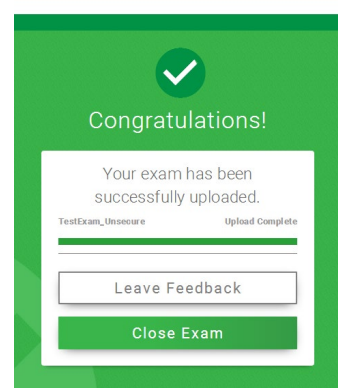 Congratulations!
Your exam has been
successfully uploaded.
TestExam_Unsecure Upload Complete
Leave Feedback
Close Exam